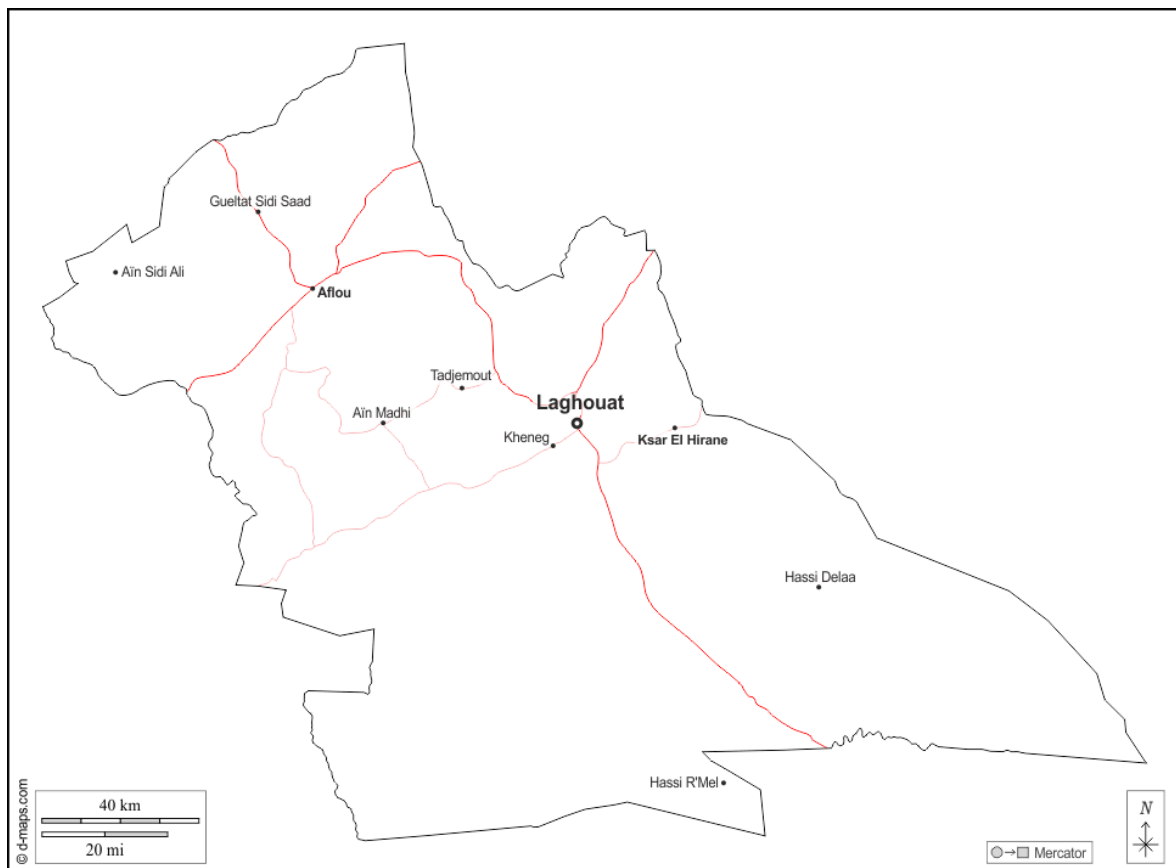 Gueltat Sidi Saad
Aïn Sidi Ali
Aflou
Tadjemout
Laghouat
Aïn Madhi
Kheneg
Ksar El Hirane
Hassi Delaa
Hassi R'Mel
40 km
20 mi
© d-maps.com
N
Mercator